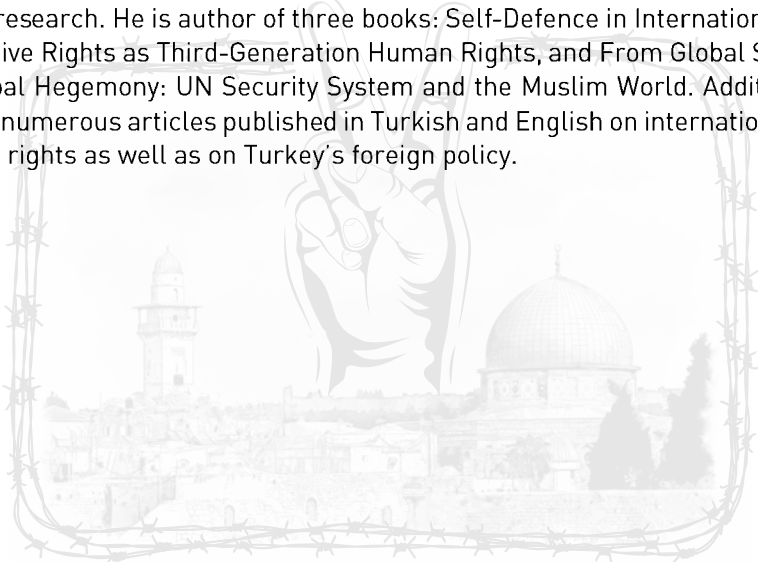 research. He is author of three books: Self-Defence in Internation
ive Rights as Third-Generation Human Rights, and From Global S
al Hegemony: UN Security System and the Muslim World. Addit
numerous articles published in Turkish and English on internatio
rights as well as on Turkey’s foreign policy.